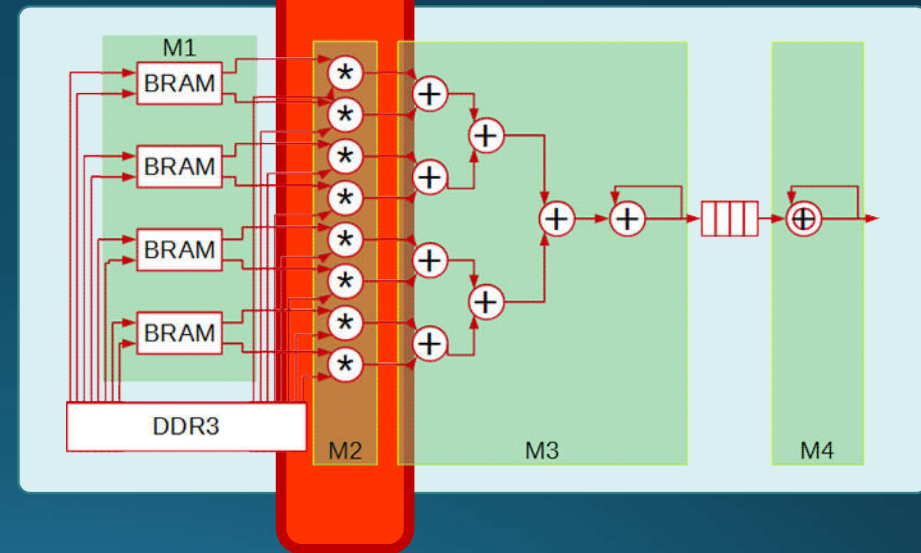 M1
BRAM
BRAM
BRAM
BRAM
DDR3
*
*
*
*
*
*
*
*
+
+
+
+
+
+
+
+
+
M2
M3
M4